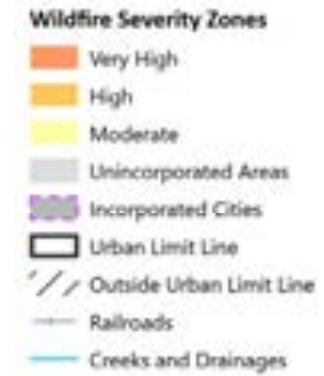 Wildfire Severity Zones
Very High
High
Moderate
Unincorporated Areas
Incorporated Cities
Urban Limit Line
Outside Urban Limit Line
Railroads
Creeks and Drainages